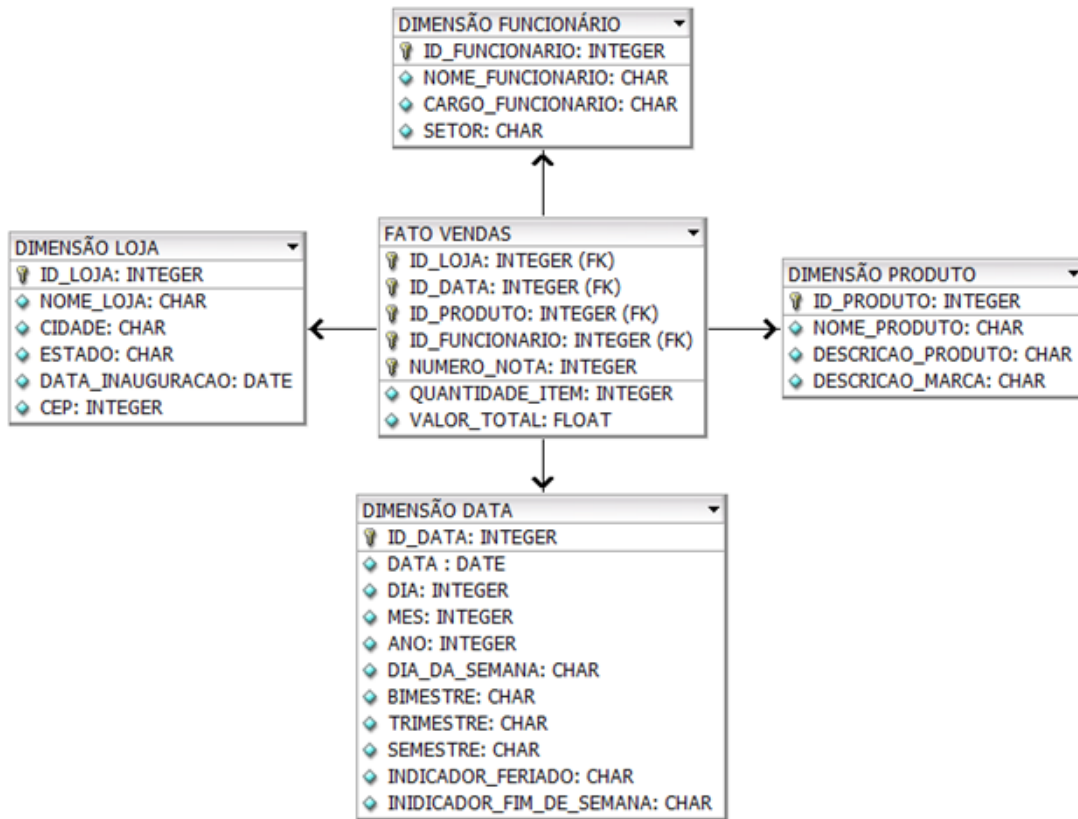 DIMENSÃO FUNCIONÁRIO
ID_FUNCIONARIO: INTEGER
NOME_FUNCIONARIO: CHAR
CARGO_FUNCIONARIO: CHAR
SETOR: CHAR
DIMENSÃO LOJA
ID_LOJA: INTEGER
NOME_LOJA: CHAR
CIDADE: CHAR
ESTADO: CHAR
DATA_INAUGURACAO: DATE
CEP: INTEGER
FATO VENDAS
ID_LOJA: INTEGER (FK)
ID_DATA: INTEGER (FK)
ID_PRODUTO: INTEGER (FK)
ID_FUNCIONARIO: INTEGER (FK)
NUMERO_NOTA: INTEGER
QUANTIDADE_ITEM: INTEGER
VALOR_TOTAL: FLOAT
DIMENSÃO PRODUTO
ID_PRODUTO: INTEGER
NOME_PRODUTO: CHAR
DESCRICAO_PRODUTO: CHAR
DESCRICAO_MARCA: CHAR
DIMENSÃO DATA
ID_DATA: INTEGER
DATA : DATE
DIA: INTEGER
MES: INTEGER
ANO: INTEGER
DIA_DA_SEMANA: CHAR
BIMESTRE: CHAR
TRIMESTRE: CHAR
SEMESTRE: CHAR
INDICADOR_FERIADO: CHAR
INIDICADOR_FIM_DE_SEMANA: CHAR